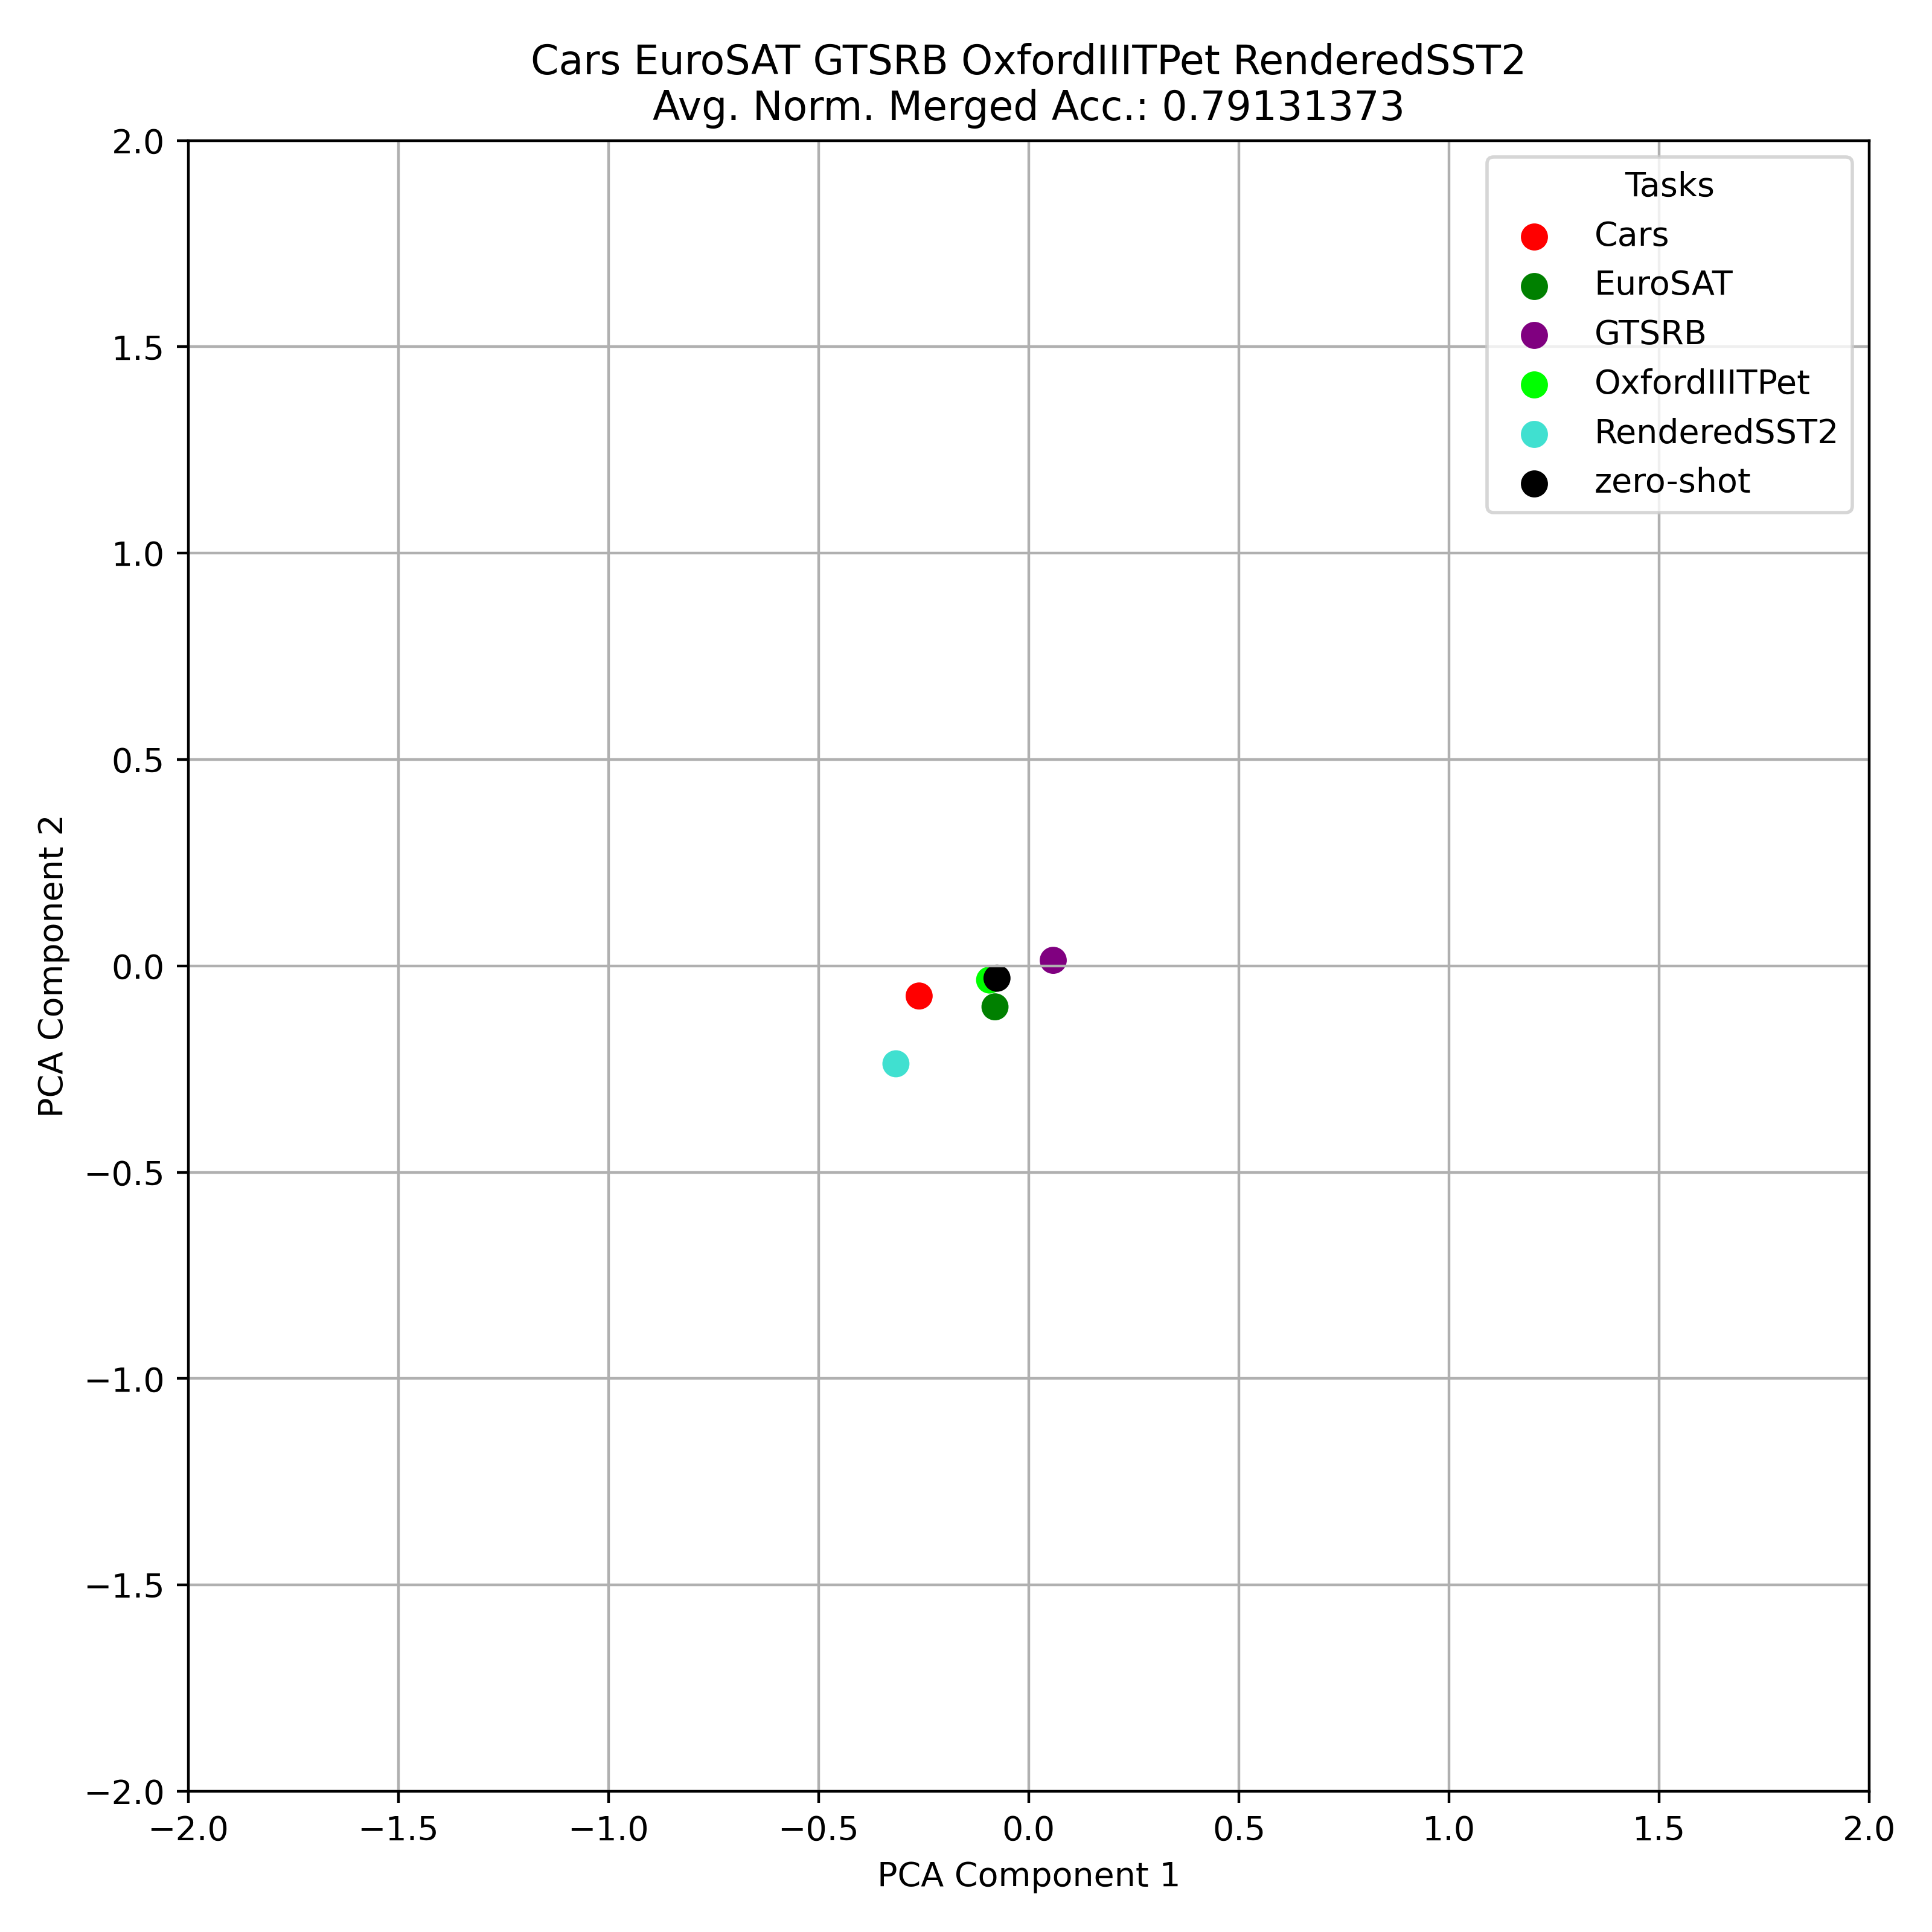 Cars EuroSAT GTSRB OxfordIIITPet RenderedSST2
Avg. Norm. Merged Acc.: 0.79131373
Tasks
Cars
EuroSAT
GTSRB
OxfordIIITPet
RenderedSST2
zero-shot
2.0
1.5
1.0
0.5
0.0
−0.5
−1.0
−1.5
−2.0
PCA Component 2
−2.0 −1.5 −1.0 −0.5 0.0 0.5 1.0 1.5 2.0
PCA Component 1